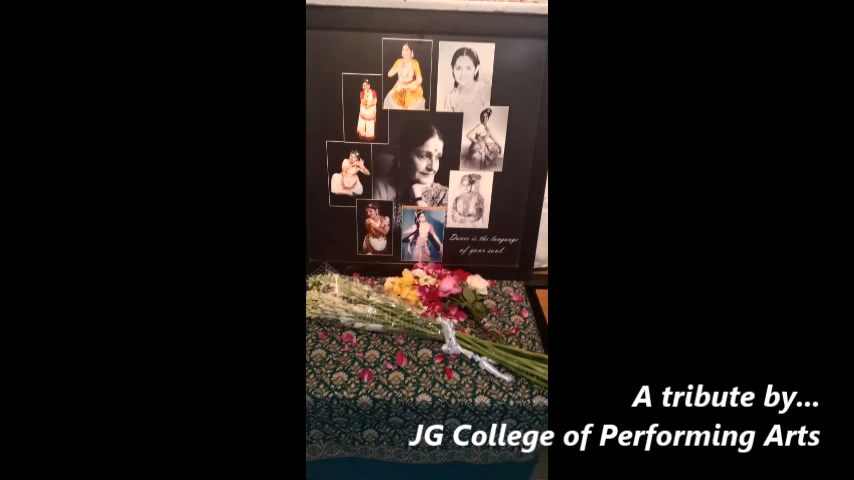 Dance is the language
of your soul.
A tribute by...
JG College of Performing Arts